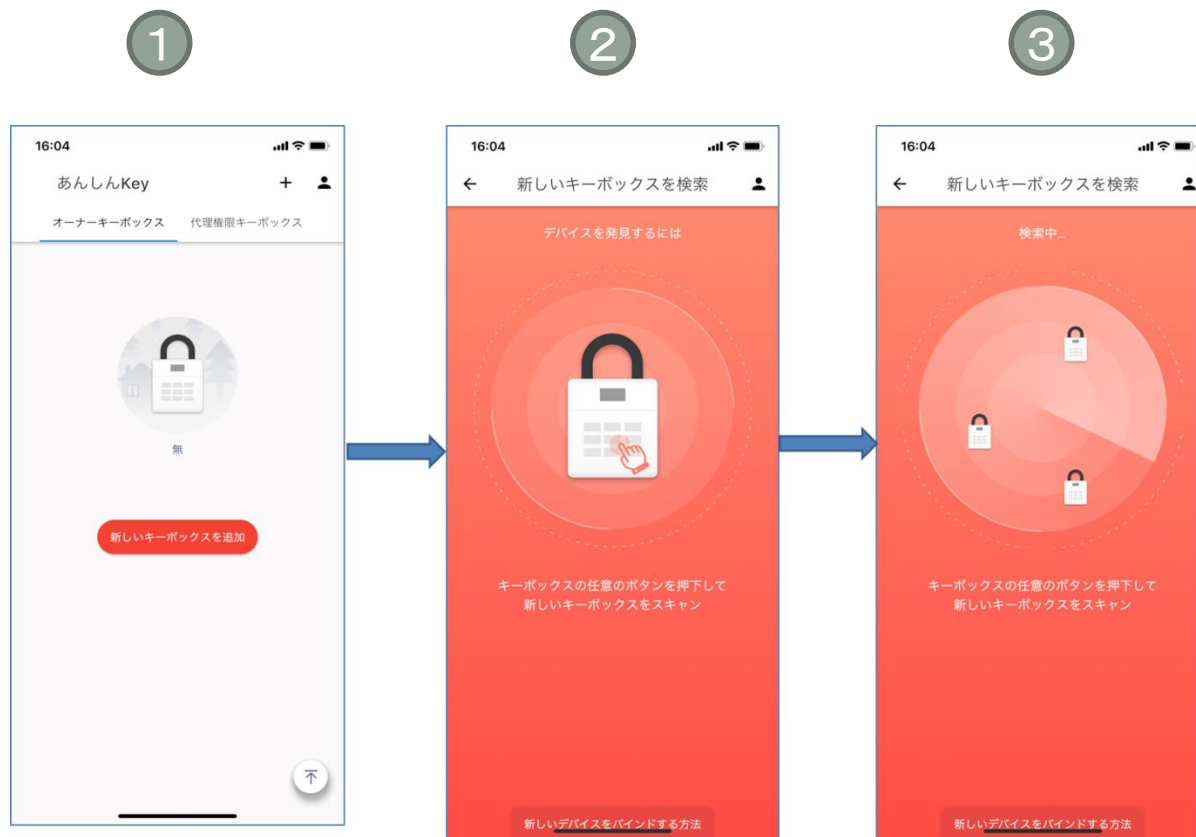 1
2
3
16:04
あんしんKey
+
オーナーキーボックス 代理権限キーボックス
無
新しいキーボックスを追加
16:04
新しいキーボックスを検索
デバイスを発見するには
キーボックスの任意のボタンを押下して
新しいキーボックスをスキャン
新しいデバイスをバインドする方法
16:04
新しいキーボックスを検索
検索中...
キーボックスの任意のボタンを押下して
新しいキーボックスをスキャン
新しいデバイスをバインドする方法